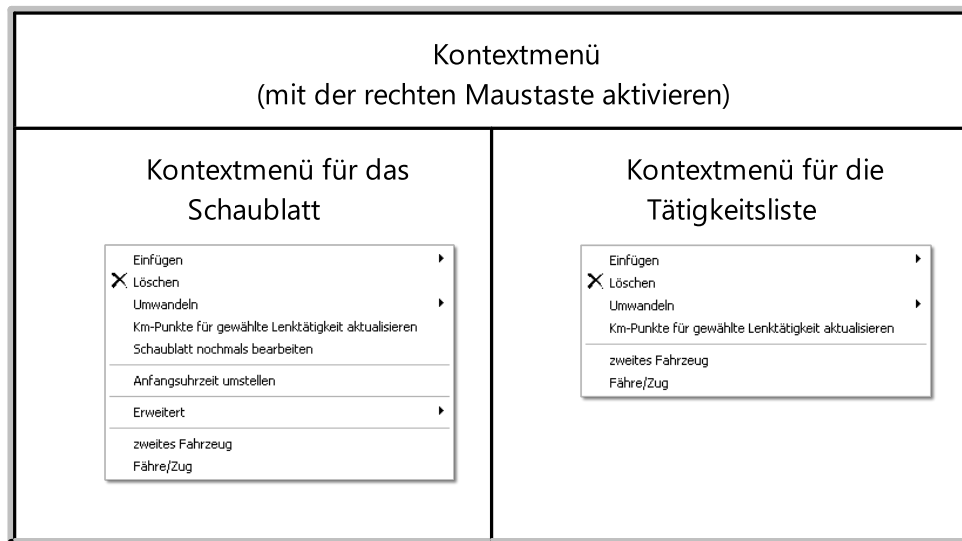 Kontextmenü
(mit der rechten Maustaste aktivieren)
Kontextmenü für das
Schaublatt
Einfügen
Löschen
Umwandeln
Km-Punkte für gewählte Lenktätigkeit aktualisieren
Schaublatt nochmals bearbeiten
Anfangsuhrzeit umstellen
Erweitert
zweites Fahrzeug
Fähre/Zug
Kontextmenü für die
Tätigkeitsliste
Einfügen
Löschen
Umwandeln
Km-Punkte für gewählte Lenktätigkeit aktualisieren
zweites Fahrzeug
Fähre/Zug